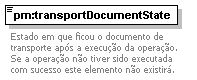 prn:transportDocumentState
Estado em que ficou o documento de
transporte após a execução da operação.
Se a operação não tiver sido executada
com sucesso este elemento não existirá.